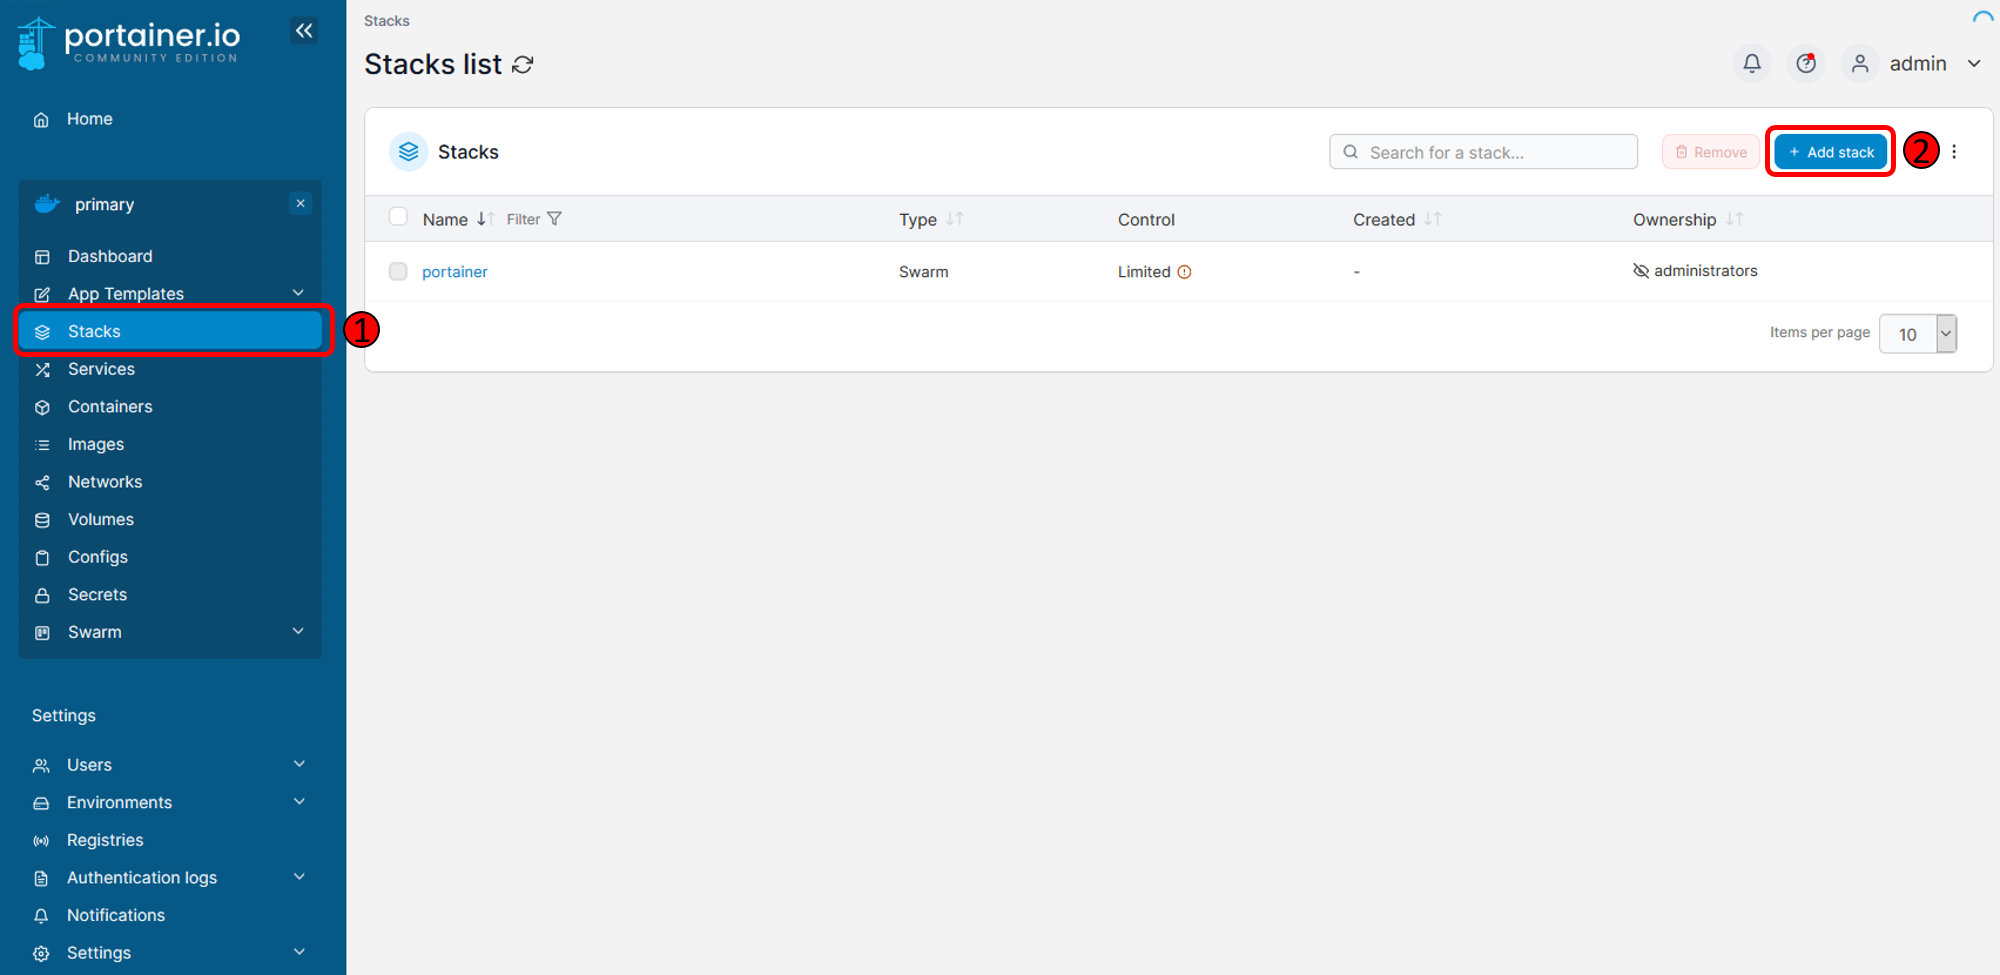 portainer.io
COMMUNITY EDITION
Home
primary
Dashboard
App Templates
Stacks
1
Services
Containers
Images
Networks
Volumes
Configs
Secrets
Swarm
Settings
Users
Environments
Registries
Authentication logs
Notifications
Settings
Stacks
Stacks list
admin
Stacks
Search for a stack...
Remove
+ Add stack
2
Name Filter Type Control Created Ownership
portainer Swarm Limited - administrators
Items per page 10